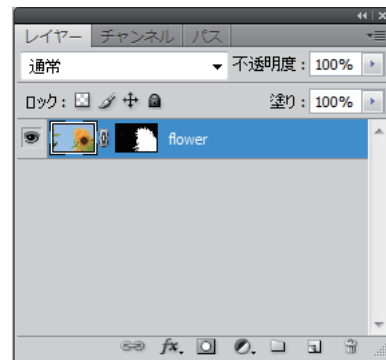 レイヤー チャンネル パス
通常 不透明度: 100%
ロック: 塗り: 100%
flower
fx.